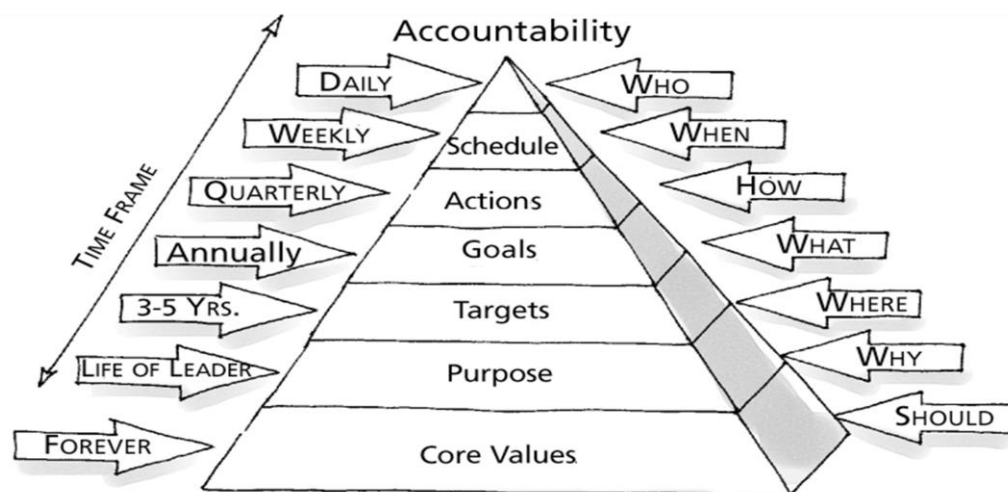 Accountability
DAILY
WHO
WEEKLY
Schedule
WHEN
QUARTERLY
Actions
HOW
Annually
Goals
WHAT
TIME FRAME
3-5 YRS.
Targets
WHERE
LIFE OF LEADER
Purpose
WHY
FOREVER
Core Values
SHOULD